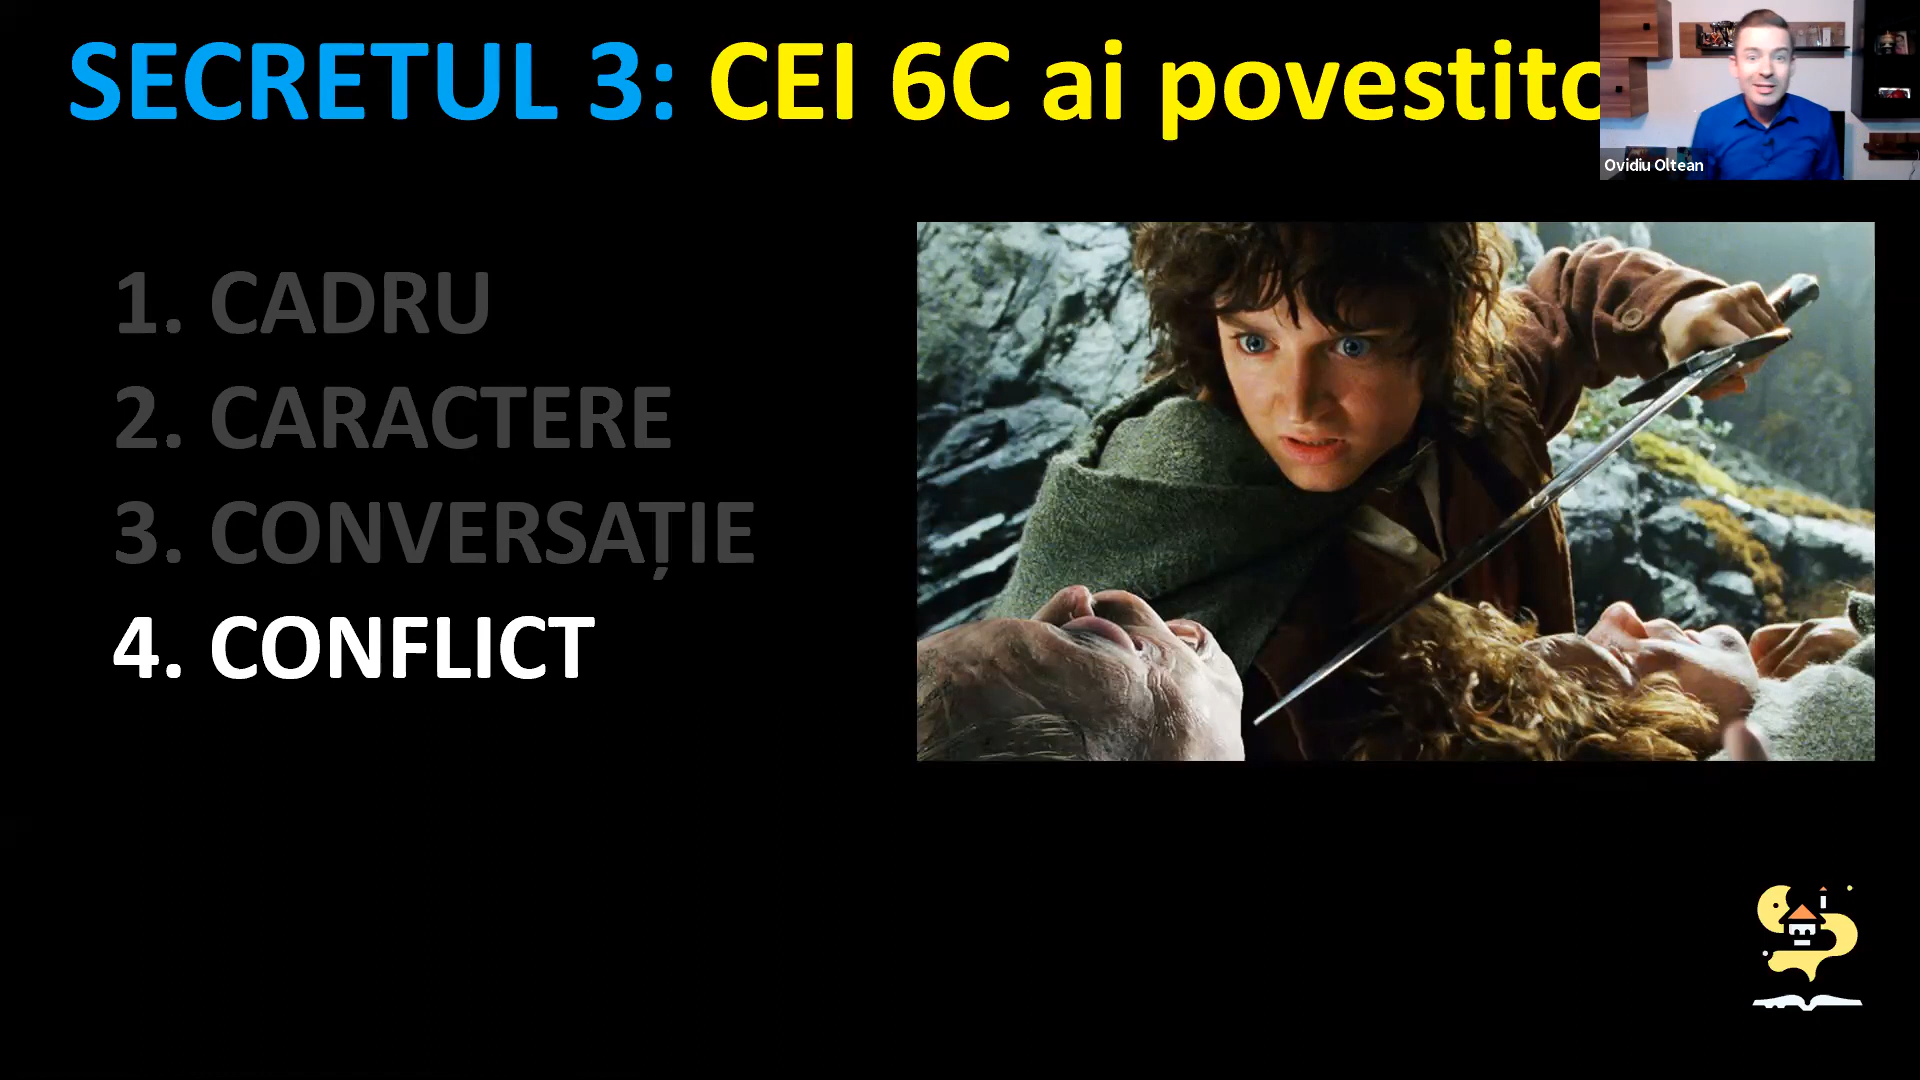 SECRETUL 3: CEI 6C ai povestito
Ovidiu Oltean
1. CADRU
2. CARACTERE
3. CONVERSAȚIE
4. CONFLICT